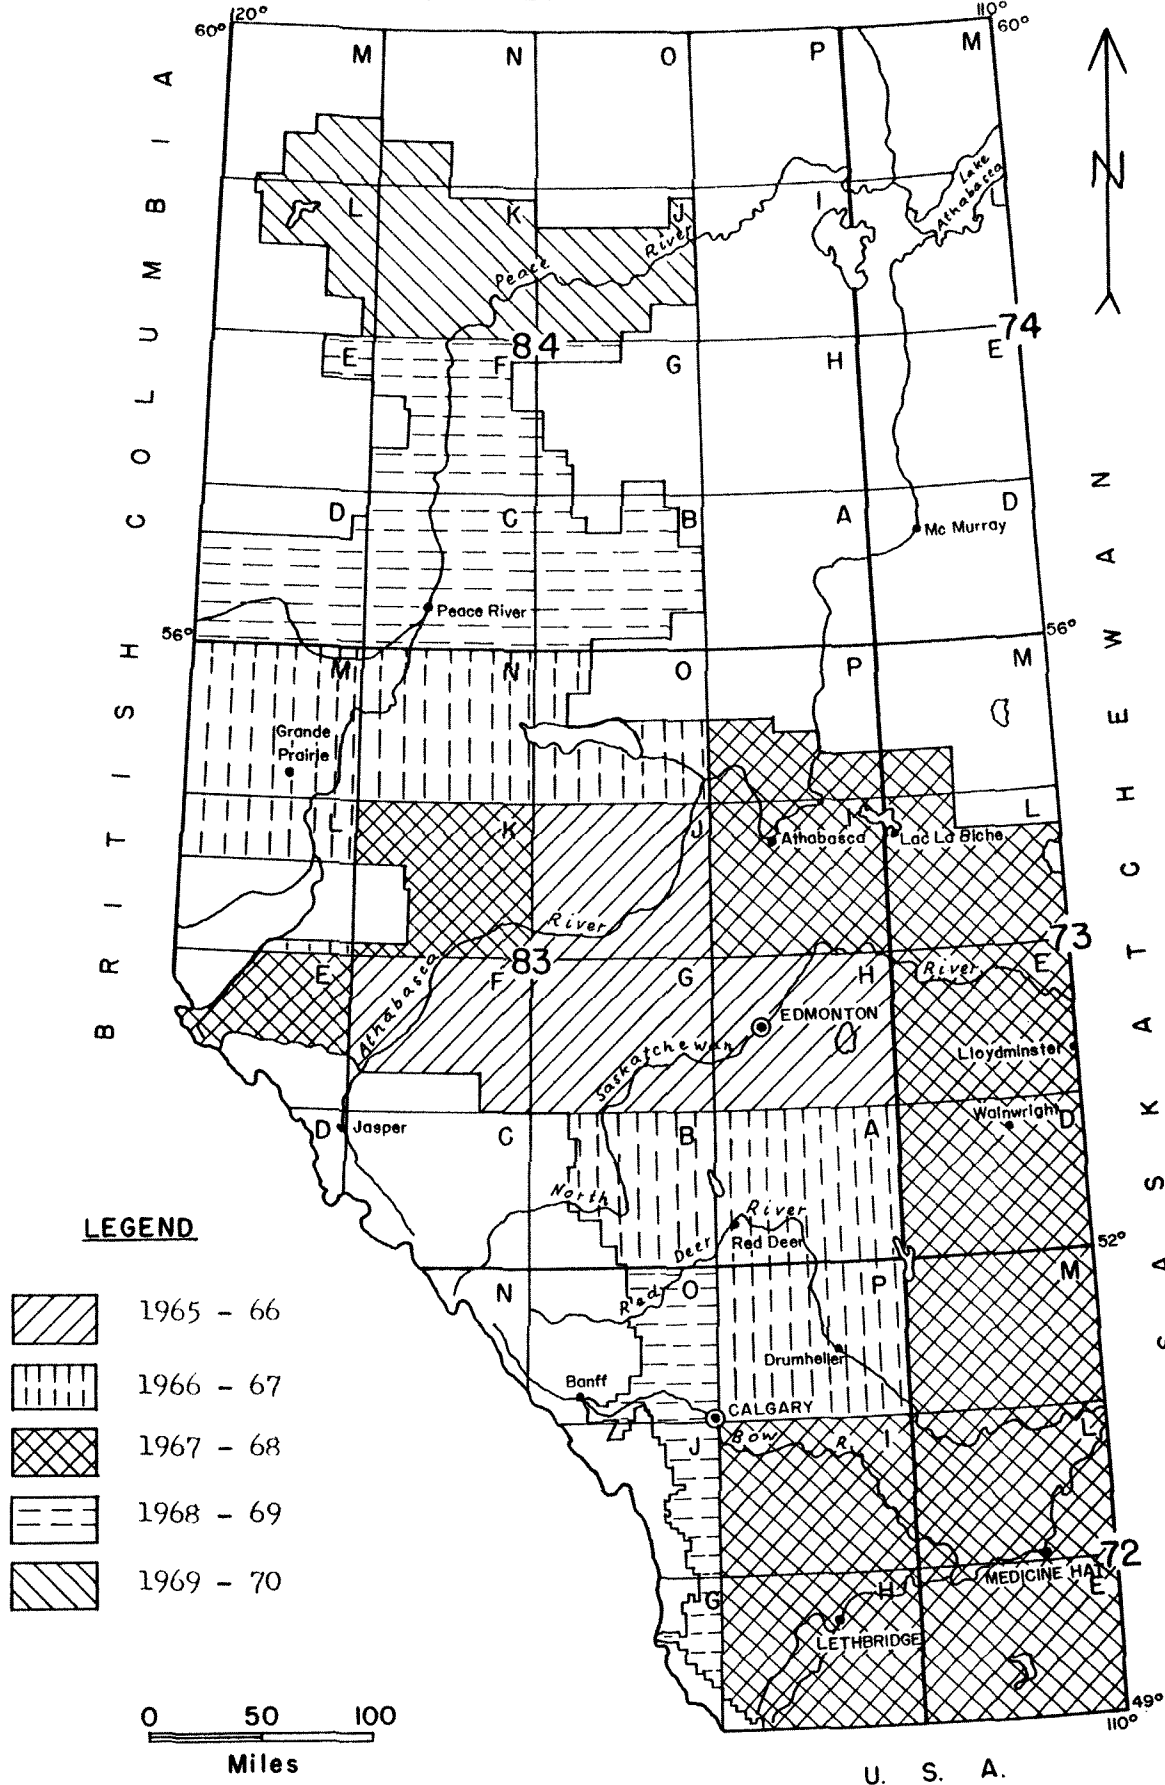 120°
110°
60°
60°
M
N
O
P
M
N
Lake
Athabasca
L
K
J
I
L
River
Peace
84
74
E
F
G
H
E
D
C
B
A
D
Mc Murray
Peace River
56°
56°
M
N
O
P
M
Grande
Prairie
L
K
J
L
Athabasca
Lac La Biche
River
83
73
E
F
G
H
E
River
Athabasca
EDMONTON
Saskatchewan
Lloydminster
Wainwright
D
Jasper
C
B
A
D
North
River
Red Deer
Deer
Red
52°
N
O
P
M
Drumheller
Banff
CALGARY
Bow
R.
J
I
L
72
MEDICINE HAT
G
H
E
LETHBRIDGE
49°
110°
BRITISH COLUMBIA
SASKATCHEWAN
LEGEND
1965 - 66
1966 - 67
1967 - 68
1968 - 69
1969 - 70
0 50 100
Miles
U. S. A.